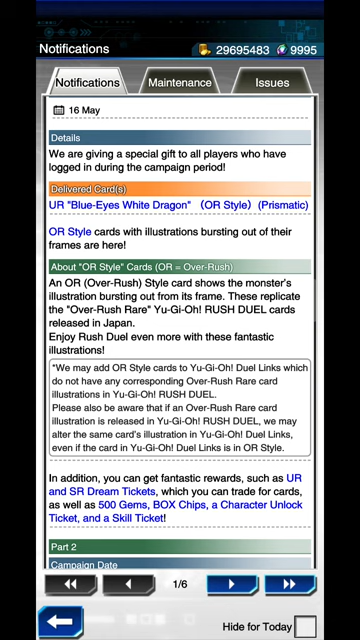 Notifications
29695483
9995
Notifications
Maintenance
Issues
16 May
Details
We are giving a special gift to all players who have
logged in during the campaign period!
Delivered Card(s)
UR "Blue-Eyes White Dragon" （OR Style）(Prismatic)
OR Style cards with illustrations bursting out of their
frames are here!
About "OR Style" Cards (OR = Over-Rush)
An OR (Over-Rush) Style card shows the monster's
illustration bursting out from its frame. These replicate
the "Over-Rush Rare" Yu-Gi-Oh! RUSH DUEL cards
released in Japan.
Enjoy Rush Duel even more with these fantastic
illustrations!
*We may add OR Style cards to Yu-Gi-Oh! Duel Links which
do not have any corresponding Over-Rush Rare card
illustrations in Yu-Gi-Oh! RUSH DUEL.
Please also be aware that if an Over-Rush Rare card
illustration is released in Yu-Gi-Oh! RUSH DUEL, we may
alter the same card's illustration in Yu-Gi-Oh! Duel Links,
even if the card in Yu-Gi-Oh! Duel Links is in OR Style.
In addition, you can get fantastic rewards, such as UR
and SR Dream Tickets, which you can trade for cards,
as well as 500 Gems, BOX Chips, a Character Unlock
Ticket, and a Skill Ticket!
Part 2
Campaign Date
1/6
Hide for Today